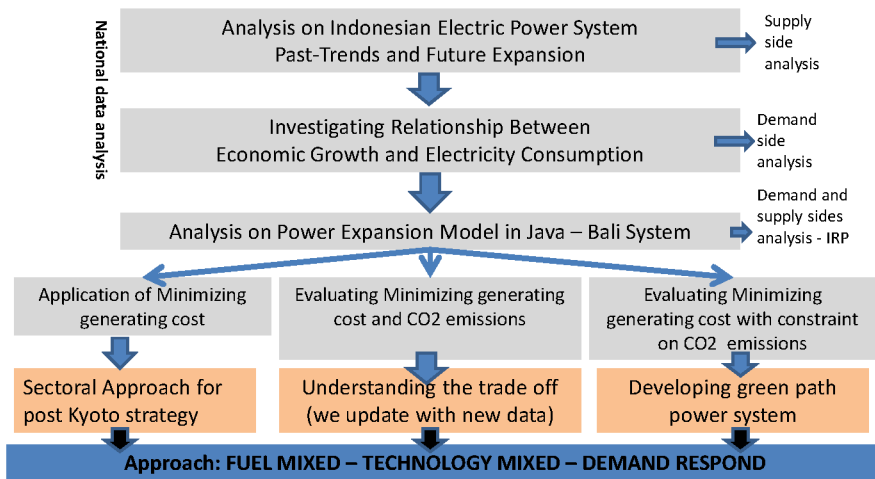 National data analysis
Analysis on Indonesian Electric Power System
Past-Trends and Future Expansion
Supply
side
analysis
Investigating Relationship Between
Economic Growth and Electricity Consumption
Demand
side
analysis
Analysis on Power Expansion Model in Java – Bali System
Demand and
supply sides
analysis - IRP
Application of Minimizing
generating cost
Evaluating Minimizing generating
cost and CO2 emissions
Evaluating Minimizing
generating cost with constraint
on CO2 emissions
Sectoral Approach for
post Kyoto strategy
Understanding the trade off
(we update with new data)
Developing green path
power system
Approach: FUEL MIXED – TECHNOLOGY MIXED – DEMAND RESPOND